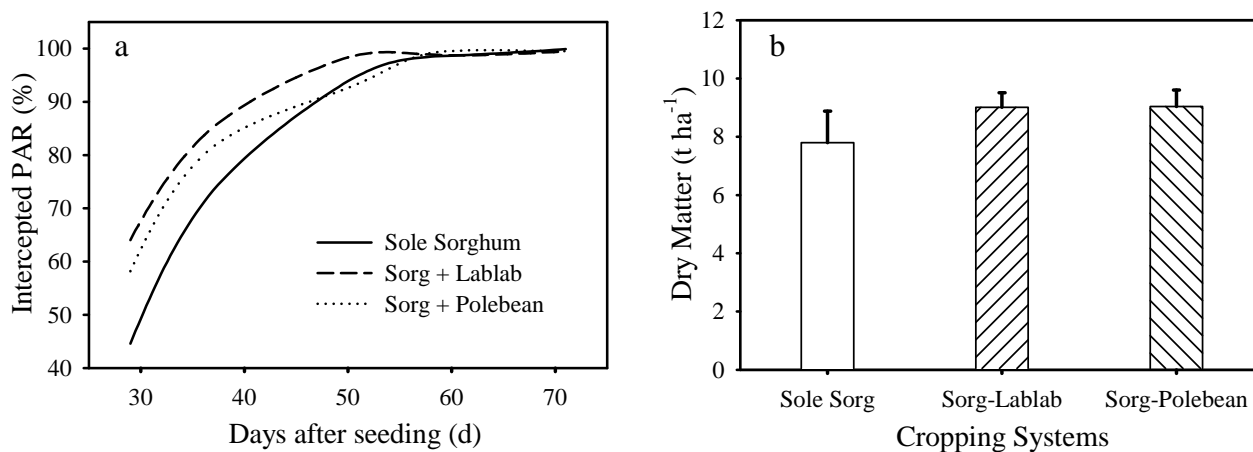 a
100
90
80
70
60
50
40
Intercepted PAR (%)
Sole Sorghum
Sorg + Lablab
Sorg + Polebean
30 40 50 60 70
Days after seeding (d)
b
12
10
8
6
4
2
0
Dry Matter (t ha⁻¹)
Sole Sorg Sorg-Lablab Sorg-Polebean
Cropping Systems